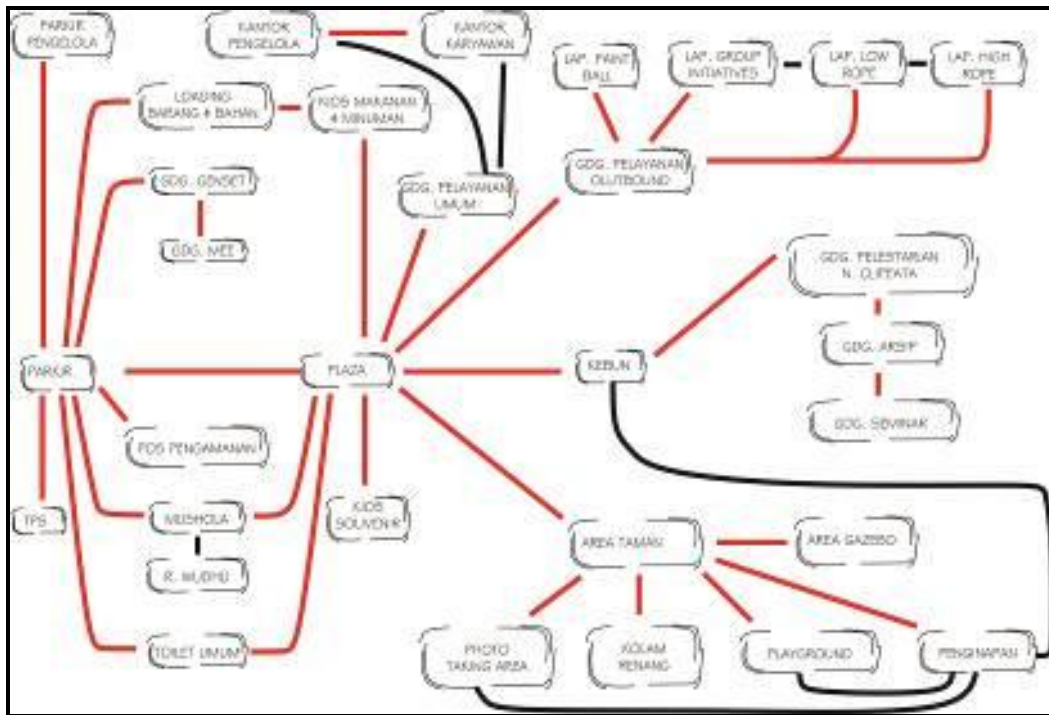 PARKIR
PENGELOLA
KANTOR
PENGELOLA
KANTOR
KARYAWAN
LAP. PAINT
BALL
LAP. GROUP
INITIATIVES
LAP. LOW
ROPE
LAP. HIGH
ROPE
LOADING
BARANG & BAHAN
KIOS MAKANAN
& MINUMAN
GDG. GENSET
GDG. PELAYANAN
UMUM
GDG. PELAYANAN
OUTBOUND
GDG. MEE
GDG. PELESTARIAN
N. CLIPEATA
PARKIR
PLAZA
KEBUN
GDG. ARSIP
GDG. SEMINAR
POS PENGAMANAN
TPS
MUSHOLA
KIOS
SOUVENIR
AREA TAMAN
AREA GAZEBO
R. WUDHU
TOILET UMUM
PHOTO
TAKING AREA
KOLAM
RENANG
PLAYGROUND
PENGINAPAN